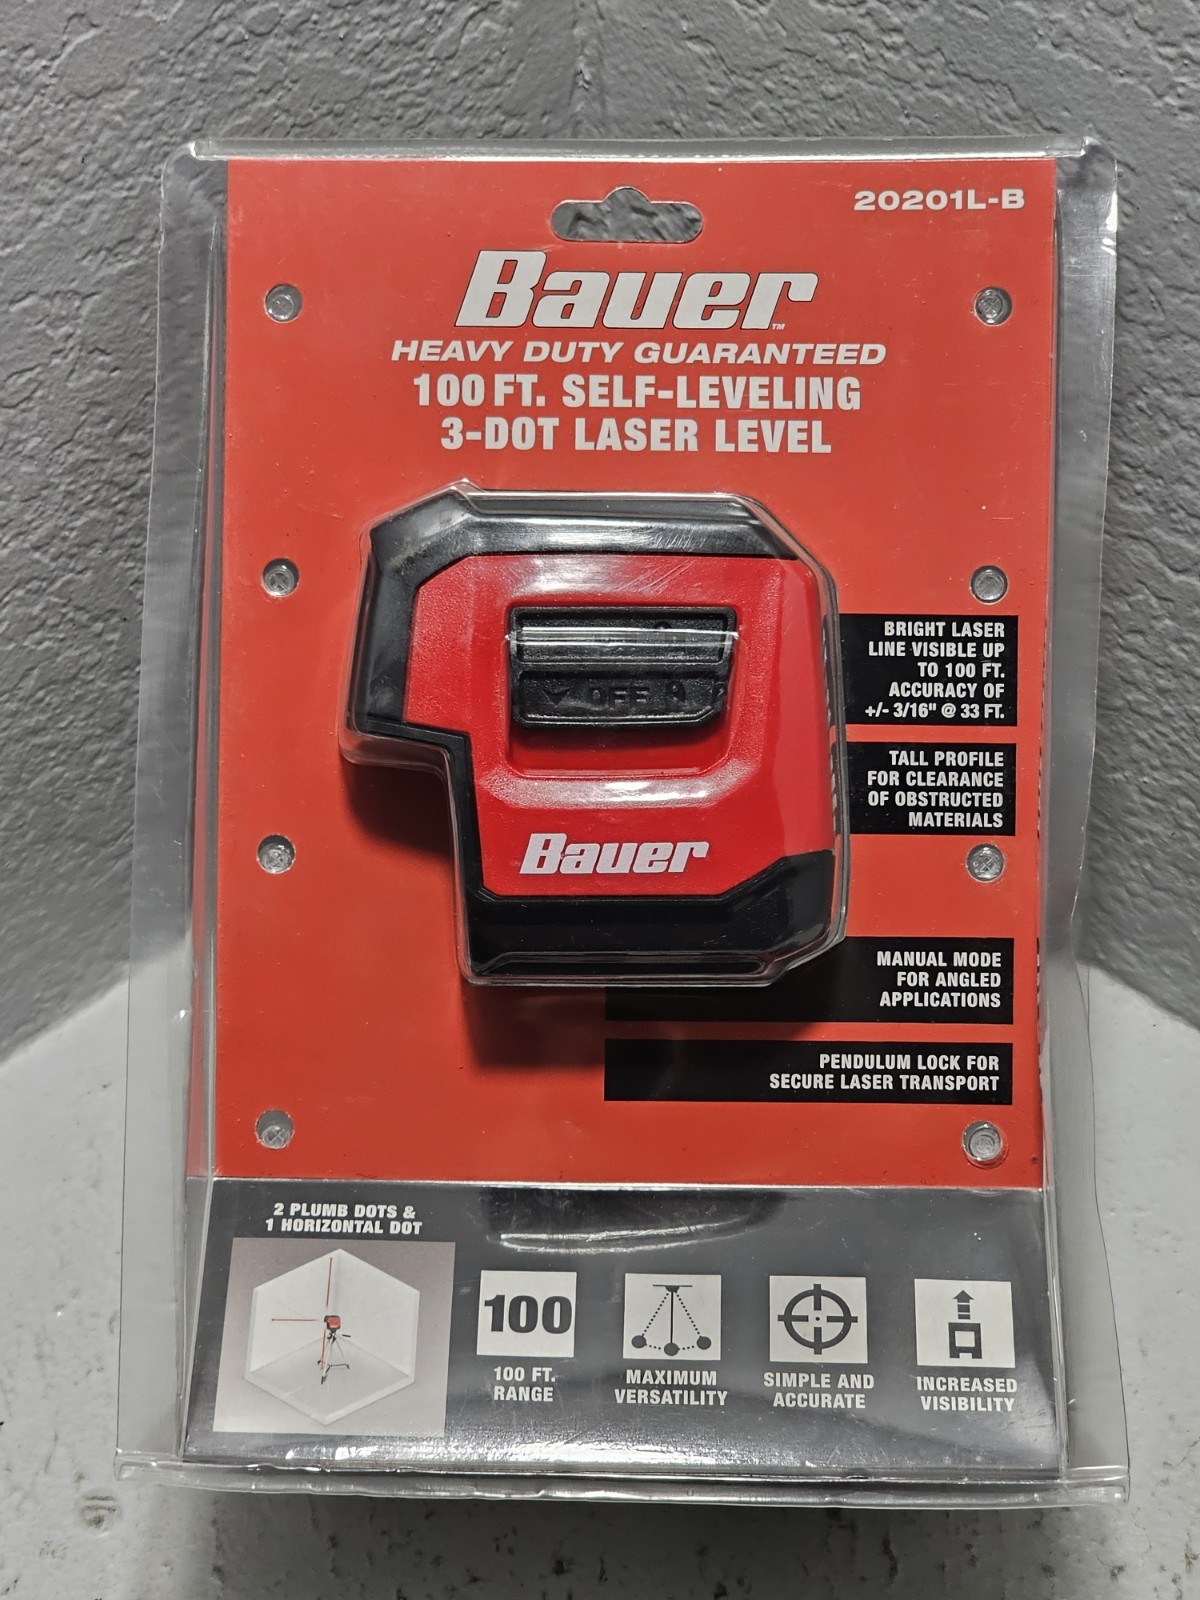 20201L-B
Bauer™
HEAVY DUTY GUARANTEED
100 FT. SELF-LEVELING
3-DOT LASER LEVEL
OFF
Bauer
BRIGHT LASER
LINE VISIBLE UP
TO 100 FT.
ACCURACY OF
+/- 3/16" @ 33 FT.
TALL PROFILE
FOR CLEARANCE
OF OBSTRUCTED
MATERIALS
MANUAL MODE
FOR ANGLED
APPLICATIONS
PENDULUM LOCK FOR
SECURE LASER TRANSPORT
2 PLUMB DOTS &
1 HORIZONTAL DOT
100
100 FT.
RANGE
MAXIMUM
VERSATILITY
SIMPLE AND
ACCURATE
INCREASED
VISIBILITY